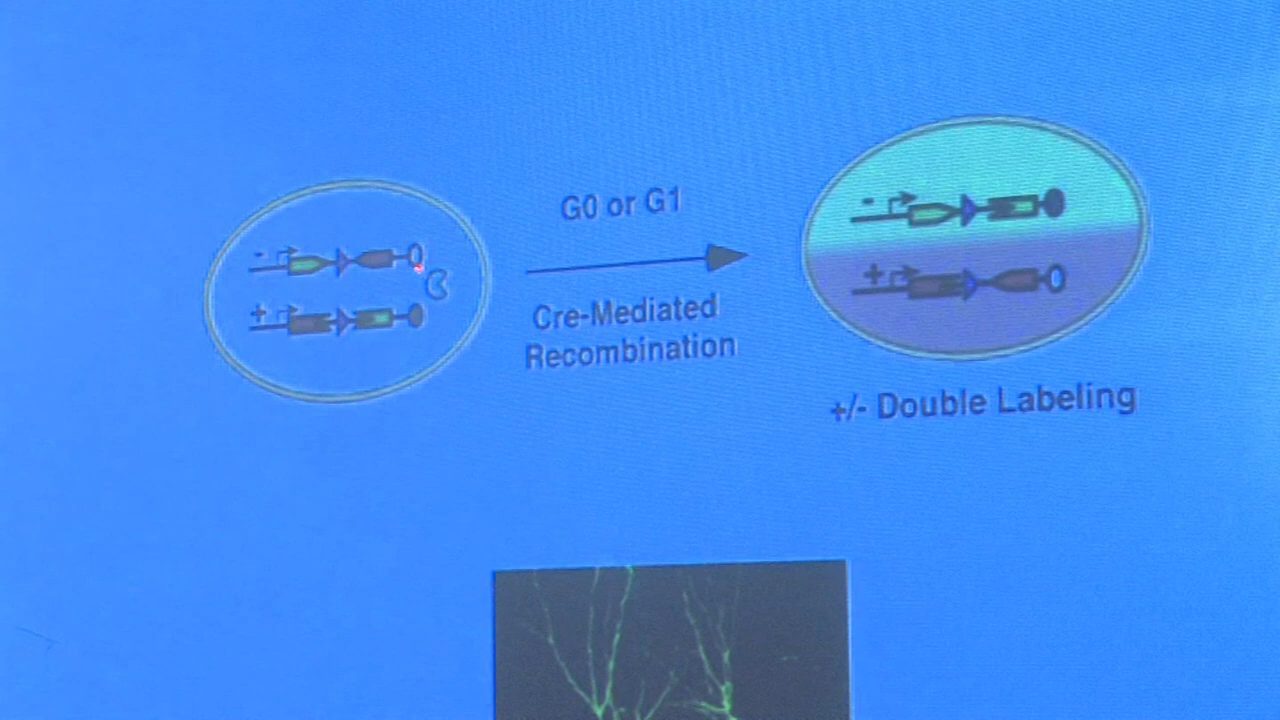 G0 or G1
Cre-Mediated
Recombination
-
+
-
+
+/- Double Labeling